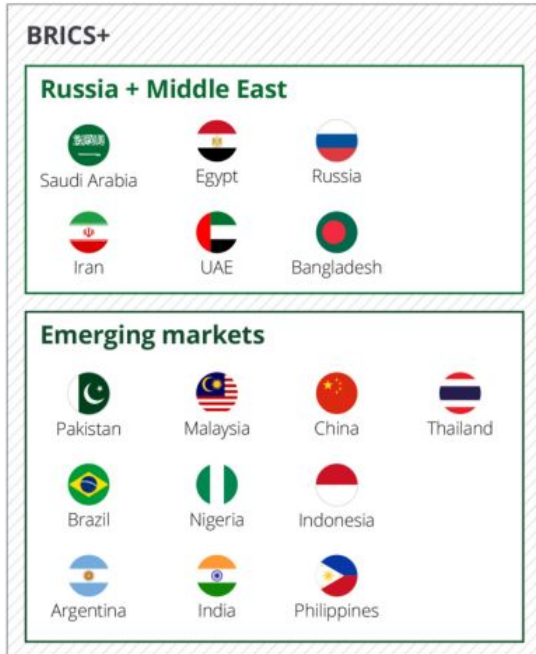 BRICS+
Russia + Middle East
Saudi Arabia
Egypt
Russia
Iran
UAE
Bangladesh
Emerging markets
Pakistan
Malaysia
China
Thailand
Brazil
Nigeria
Indonesia
Argentina
India
Philippines